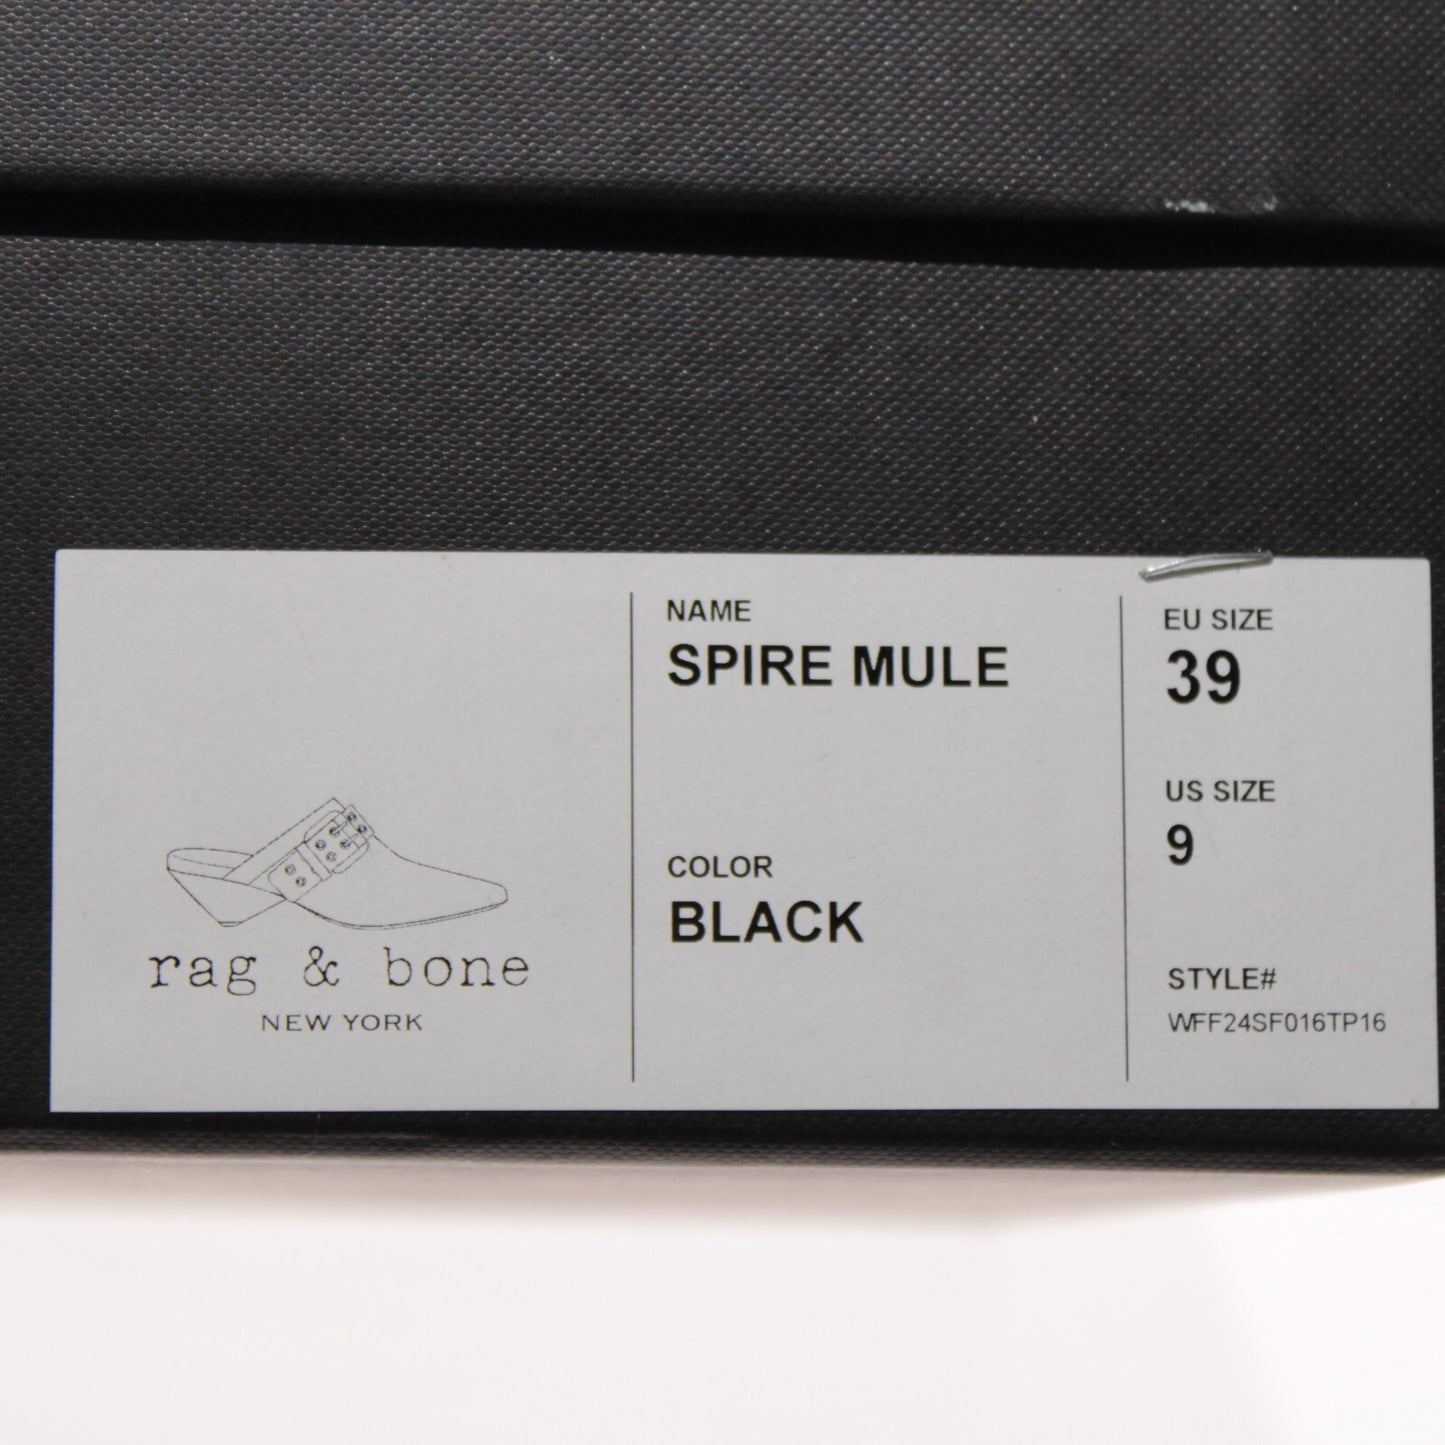 rag & bone
NEW YORK
NAME
SPIRE MULE
COLOR
BLACK
EU SIZE
39
US SIZE
9
STYLE#
WFF24SF016TP16